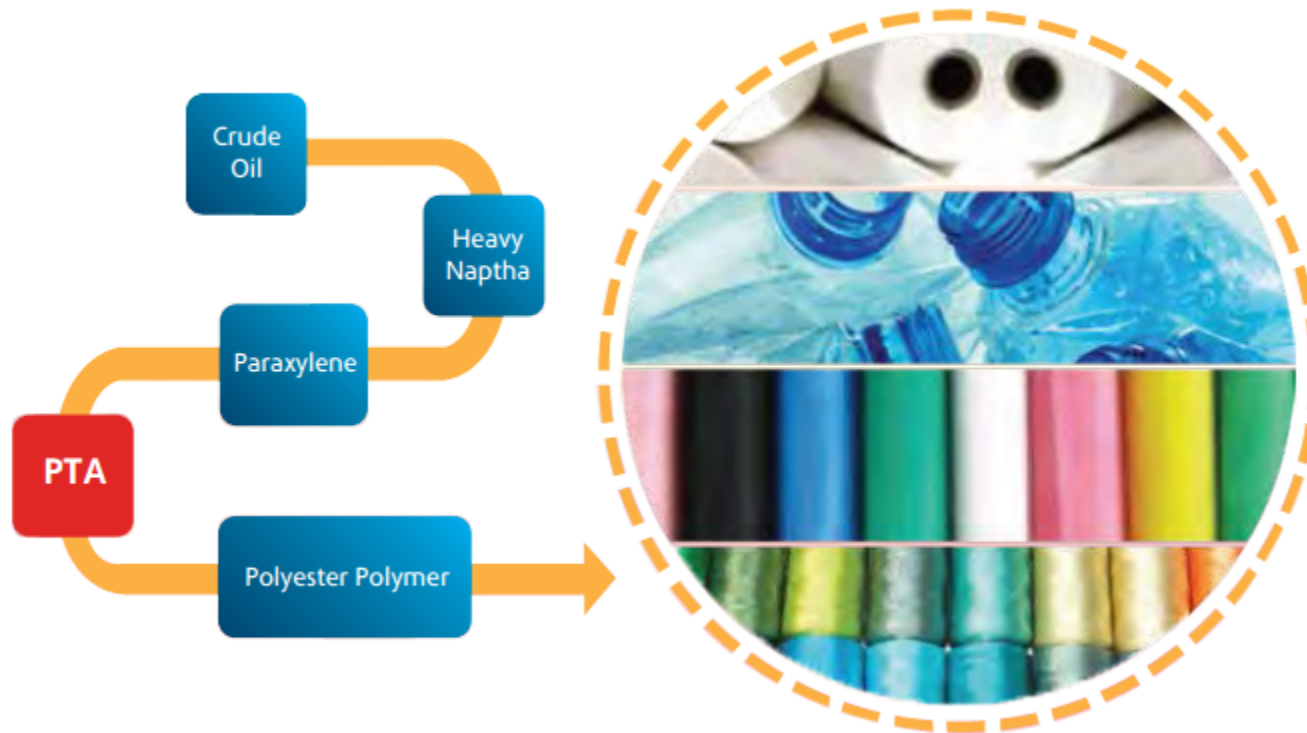 Crude
Oil
Heavy
Naptha
Paraxylene
PTA
Polyester Polymer